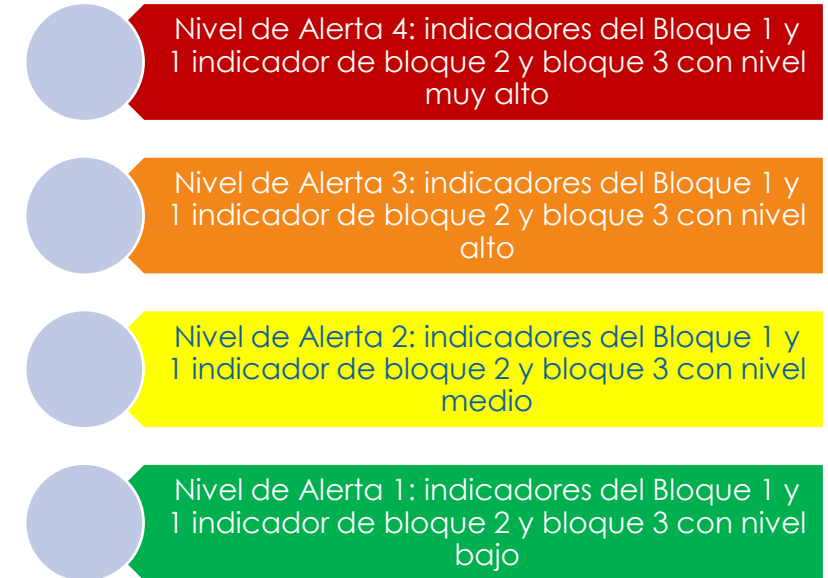 Nivel de Alerta 4: indicadores del Bloque 1 y
1 indicador de bloque 2 y bloque 3 con nivel
muy alto
Nivel de Alerta 3: indicadores del Bloque 1 y
1 indicador de bloque 2 y bloque 3 con nivel
alto
Nivel de Alerta 2: indicadores del Bloque 1 y
1 indicador de bloque 2 y bloque 3 con nivel
medio
Nivel de Alerta 1: indicadores del Bloque 1 y
1 indicador de bloque 2 y bloque 3 con nivel
bajo